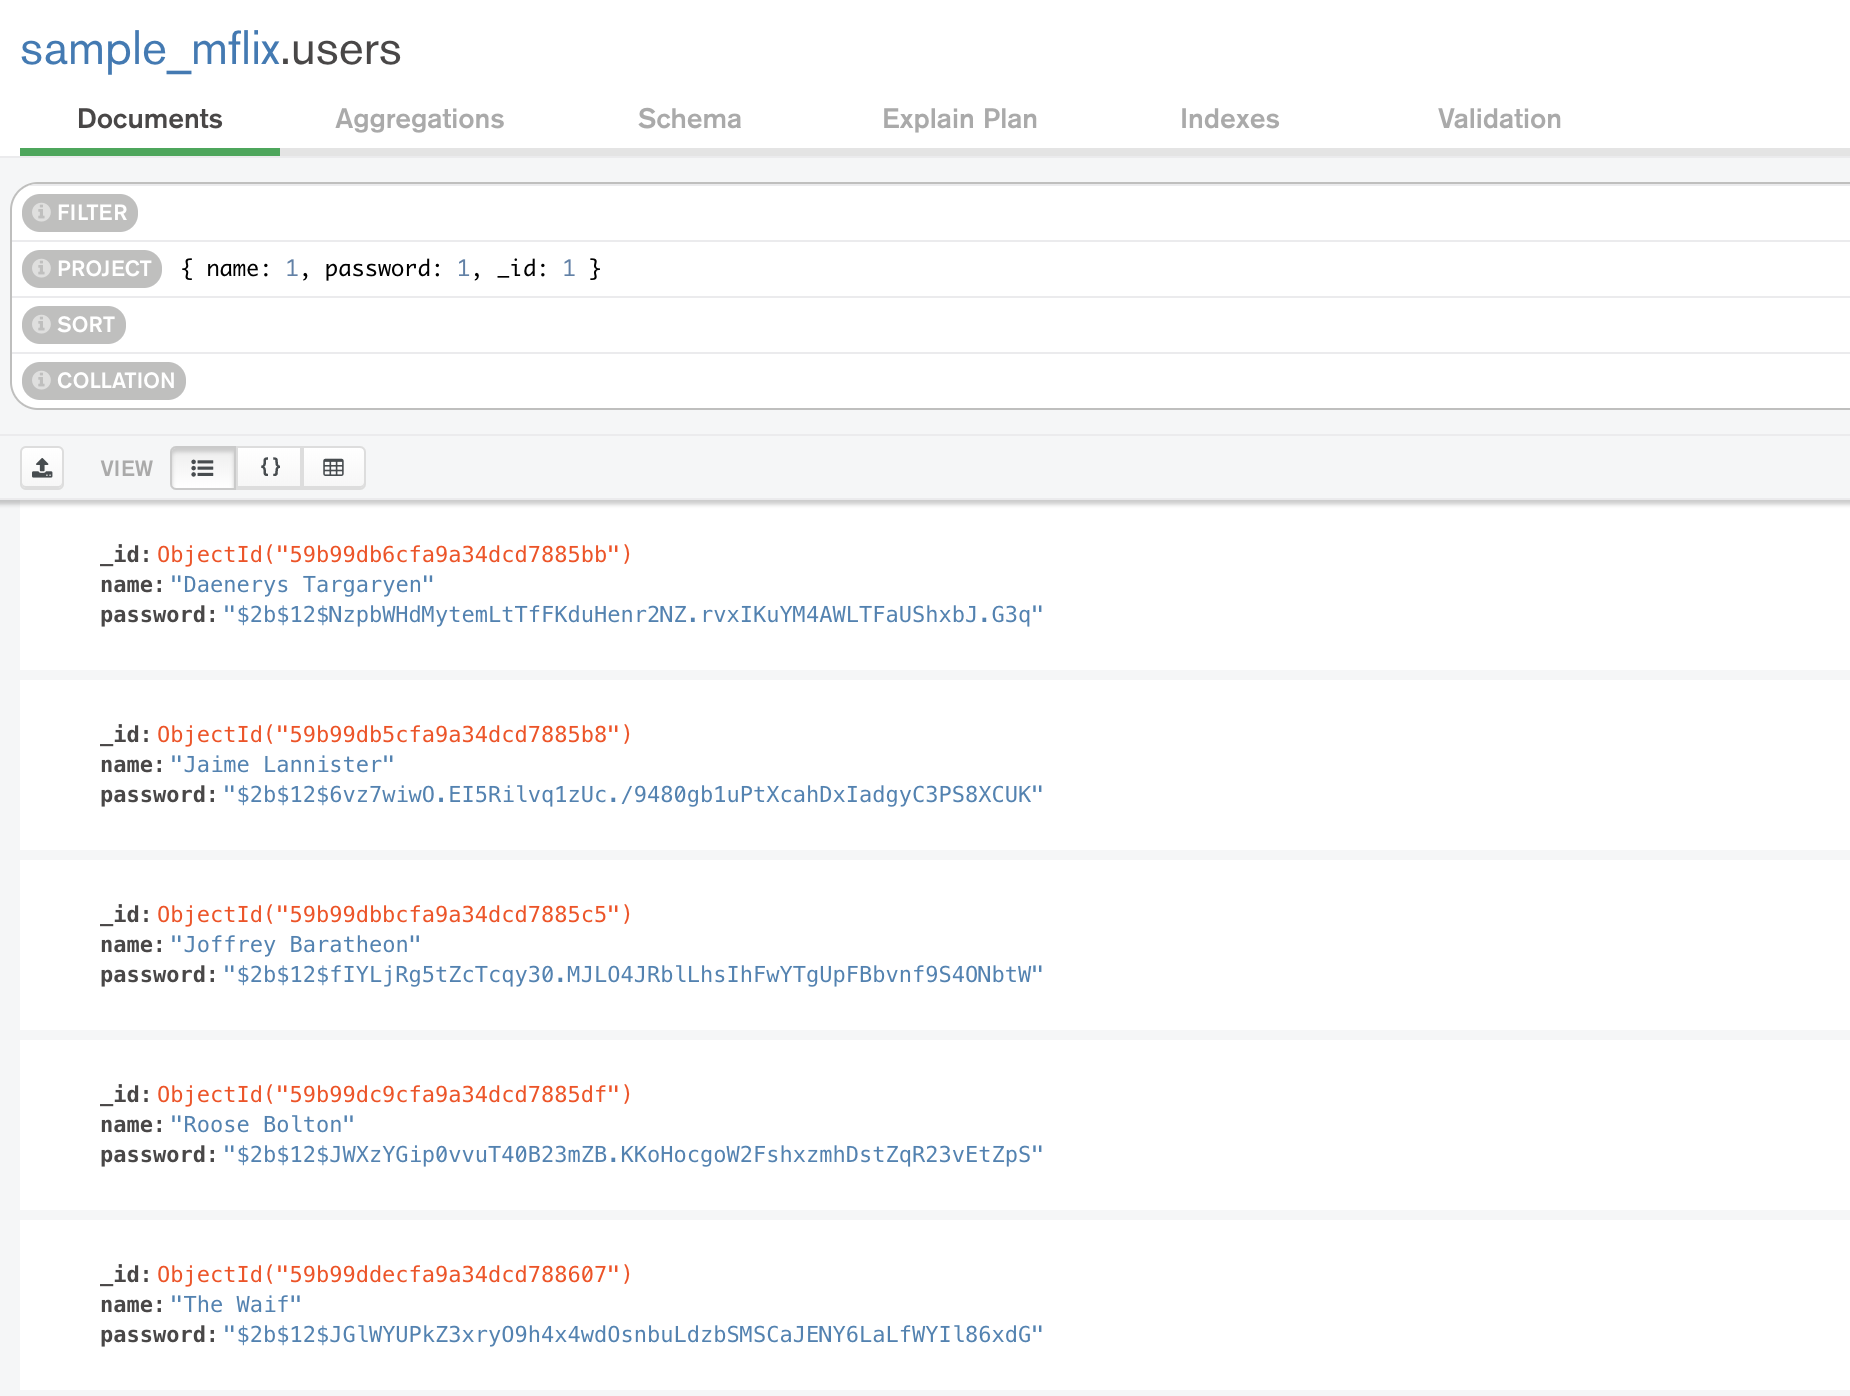 sample_mflix.users
Documents Aggregations Schema Explain Plan Indexes Validation
FILTER
PROJECT { name: 1, password: 1, _id: 1 }
SORT
COLLATION
VIEW {}
_id: ObjectId("59b99db6cfa9a34dcd7885bb")
name: "Daenerys Targaryen"
password: "$2b$12$NzpbWHdMytemLtTfFKduHenr2NZ.rvxIKuYM4AWLTFaUShxbJ.G3q"
_id: ObjectId("59b99db5cfa9a34dcd7885b8")
name: "Jaime Lannister"
password: "$2b$12$6vz7wiwO.EI5Rilvq1zUc./9480gb1uPtXcahDxIadgyC3PS8XCUK"
_id: ObjectId("59b99dbbcfa9a34dcd7885c5")
name: "Joffrey Baratheon"
password: "$2b$12$fIYLjRg5tZcTcqy30.MJLO4JRblLhsIhFwYTgUpFBbvnf9S4ONbtW"
_id: ObjectId("59b99dc9cfa9a34dcd7885df")
name: "Roose Bolton"
password: "$2b$12$JWXzYGip0vvuT40B23mZB.KKoHocgoW2FshxzmhDstZqR23vEtZpS"
_id: ObjectId("59b99ddecfa9a34dcd788607")
name: "The Waif"
password: "$2b$12$JGlWYUPkZ3xryO9h4x4wdOsnbuLdzbSMSCaJENY6LaLfWYIl86xdG"